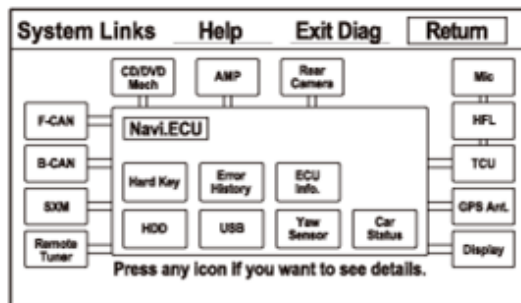 System Links Help Exit Diag Return
CD/DVD
Mech
AMP
Rear
Camera
Mic
F-CAN
Navi.ECU
HFL
B-CAN
Hard Key
Error
History
ECU
Info.
TCU
SXM
HDD
USB
Yaw
Sensor
Car
Status
GPS Ant.
Remote
Tuner
Display
Press any icon if you want to see details.